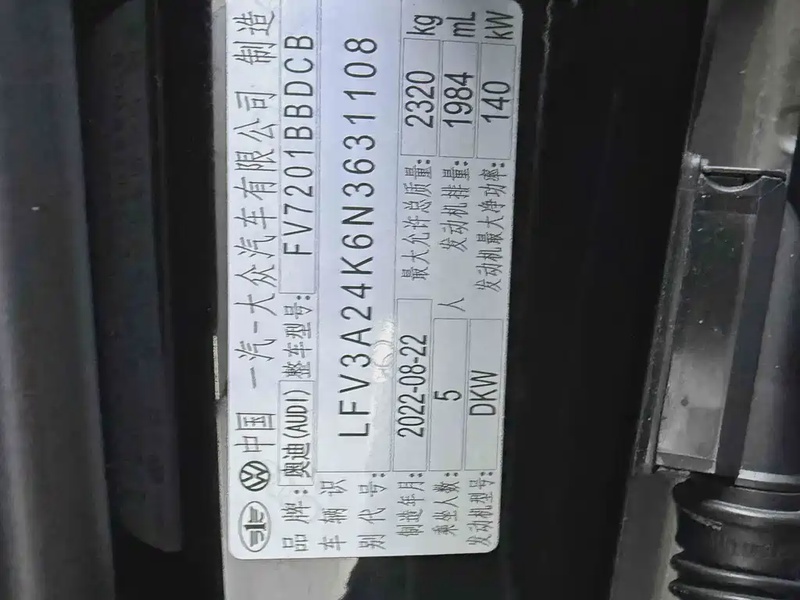 中国 一汽-大众汽车有限公司 制造
品牌: 奥迪(AUDI) 整车型号: FV7201BBDCB
车辆识别代号: LFV3A24K6N3631108
制造年月: 2022-08-22 最大允许总质量: 2320 kg
乘坐人数: 5 人 发动机排量: 1984 mL
发动机型号: DKW 发动机最大净功率: 140 kW